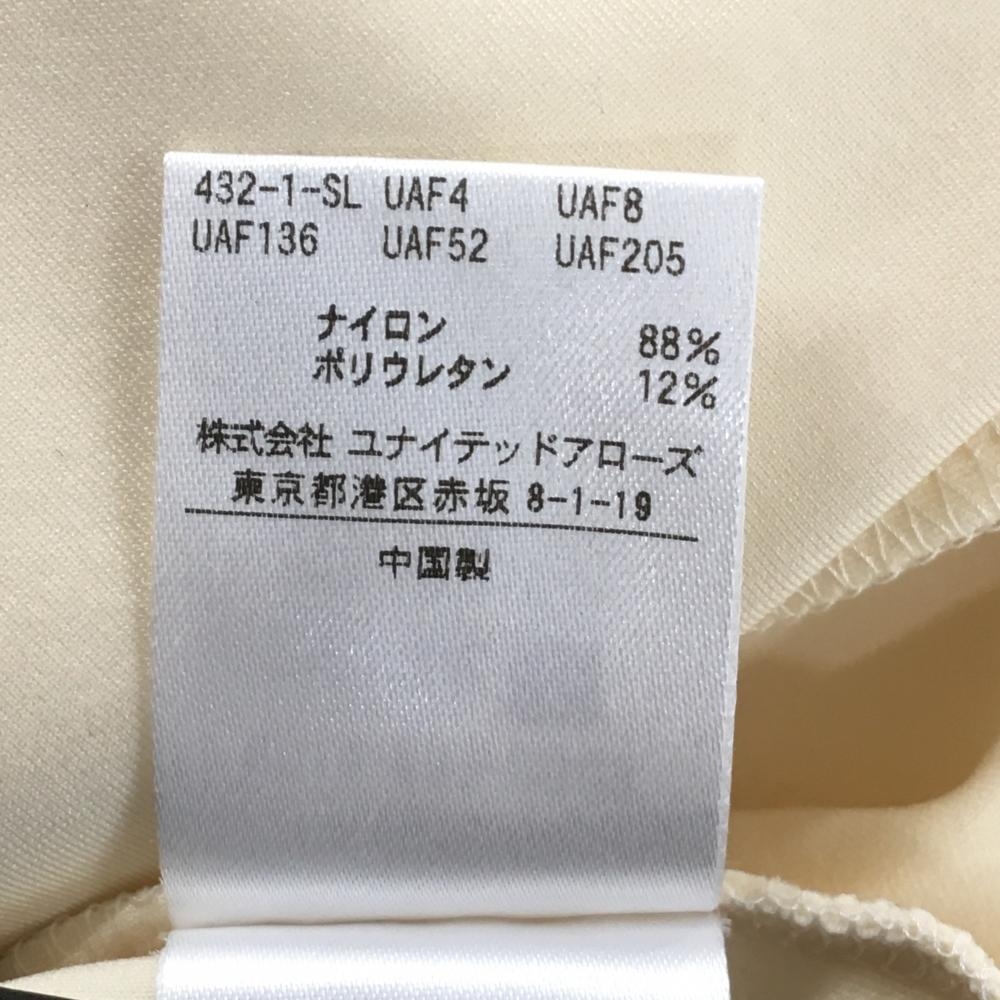 432-1-SL UAF4 UAF8
UAF136 UAF52 UAF205
ナイロン 88%
ポリウレタン 12%
株式会社 ユナイテッドアローズ
東京都港区赤坂 8-1-19
中国製